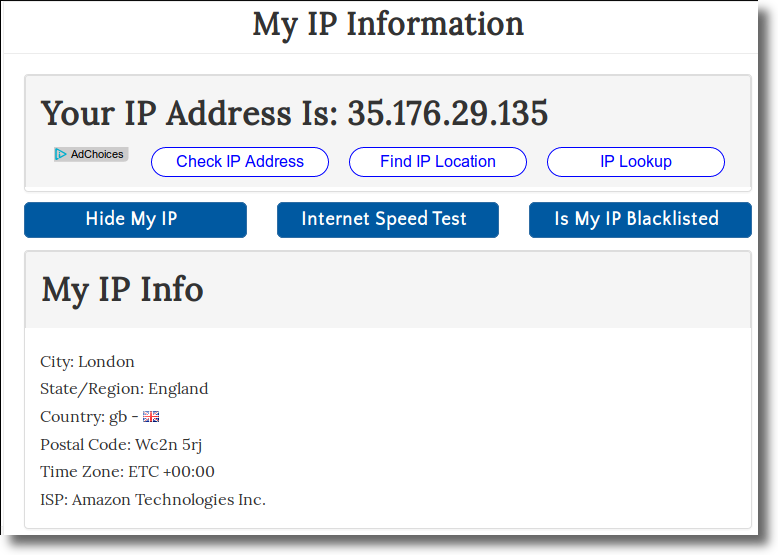 My IP Information
Your IP Address Is: 35.176.29.135
AdChoices
Check IP Address
Find IP Location
IP Lookup
Hide My IP
Internet Speed Test
Is My IP Blacklisted
My IP Info
City: London
State/Region: England
Country: gb -
Postal Code: Wc2n 5rj
Time Zone: ETC +00:00
ISP: Amazon Technologies Inc.